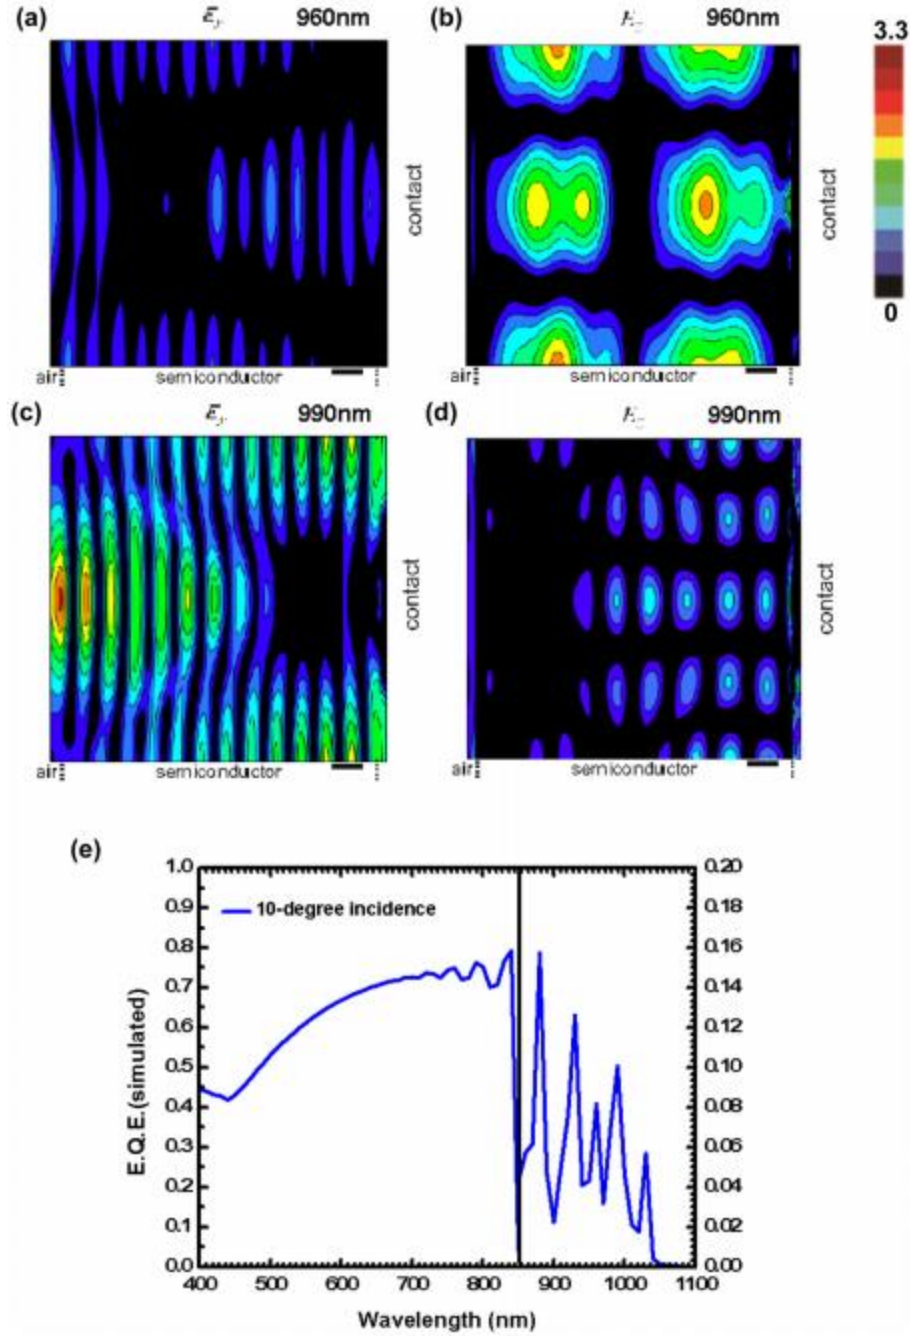 (a) 960nm (b) 960nm
3.3
contact contact
0
air semiconductor air semiconductor
(c) 990nm (d) 990nm
contact contact
air semiconductor air semiconductor
(e)
1.0 0.20
0.9 0.18
10-degree incidence
0.8 0.16
0.7 0.14
0.6 0.12
0.5 0.10
0.4 0.08
0.3 0.06
0.2 0.04
0.1 0.02
0.0 0.00
E.Q.E.(simulated)
400 500 600 700 800 900 1000 1100
Wavelength (nm)